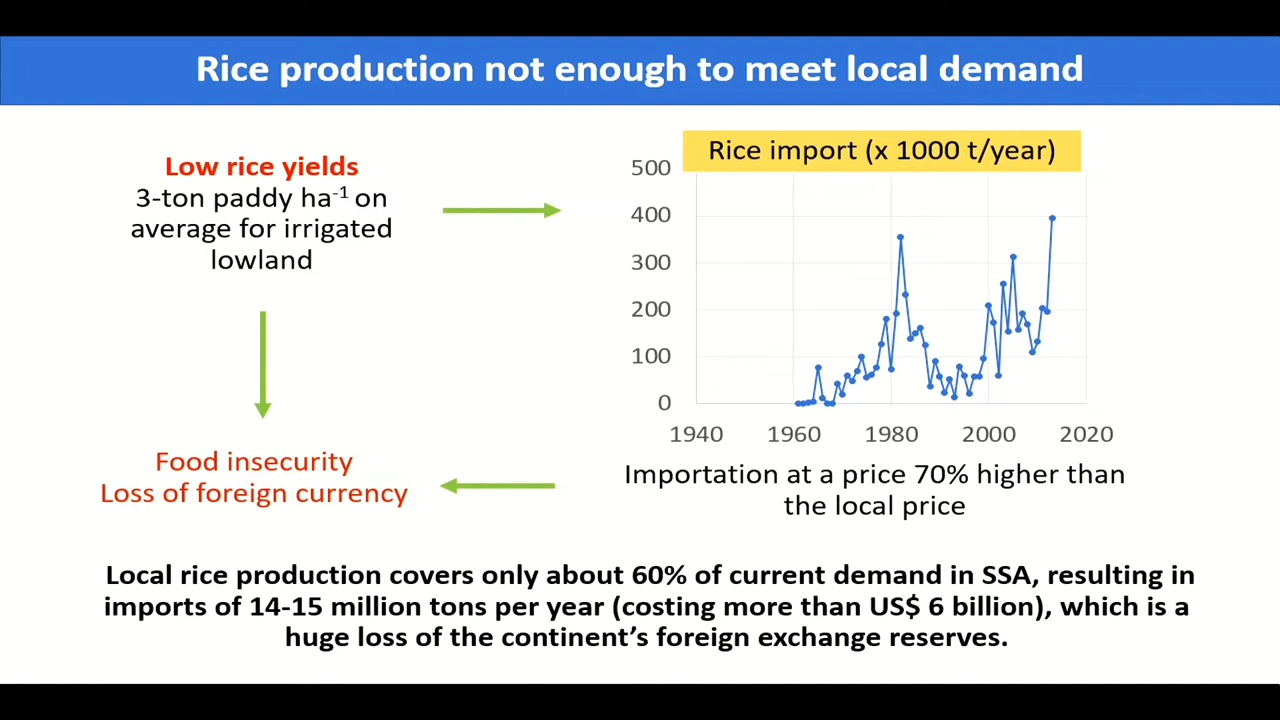 Rice production not enough to meet local demand
Low rice yields
3-ton paddy ha-1 on
average for irrigated
lowland
Food insecurity
Loss of foreign currency
Rice import (x 1000 t/year)
500
400
300
200
100
0
1940 1960 1980 2000 2020
Importation at a price 70% higher than
the local price
Local rice production covers only about 60% of current demand in SSA, resulting in
imports of 14-15 million tons per year (costing more than US$ 6 billion), which is a
huge loss of the continent’s foreign exchange reserves.